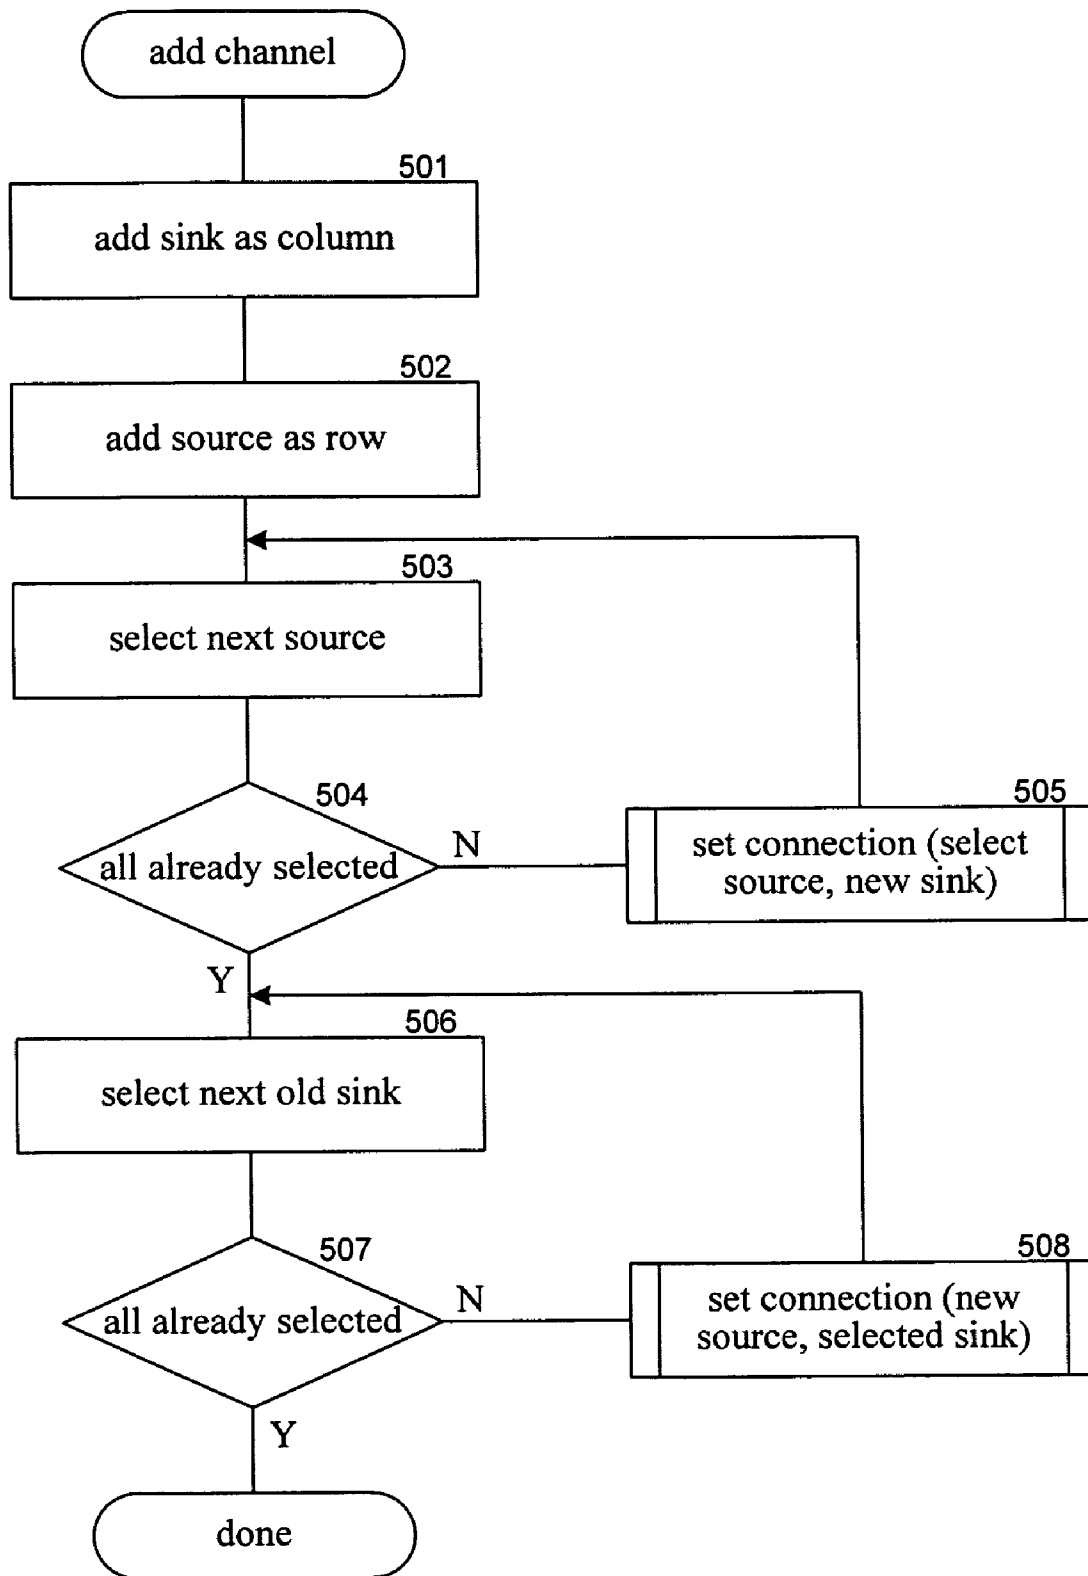 add channel
501
add sink as column
502
add source as row
503
select next source
504
all already selected
N
505
set connection (select
source, new sink)
Y
506
select next old sink
507
all already selected
N
508
set connection (new
source, selected sink)
Y
done